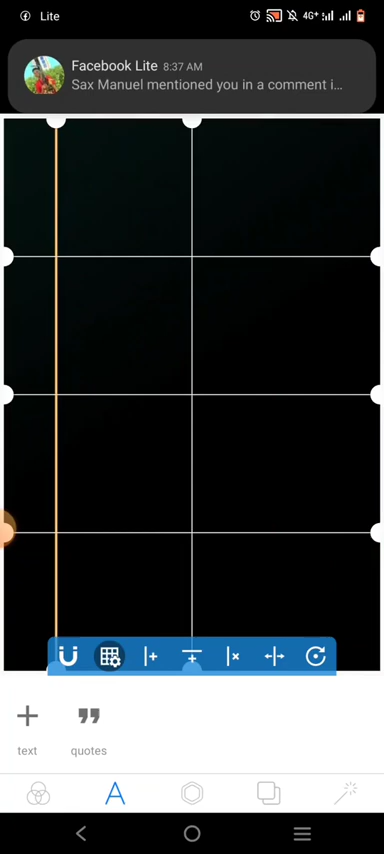 Lite
4G+
Facebook Lite 8:37 AM
Sax Manuel mentioned you in a comment i...
text
quotes